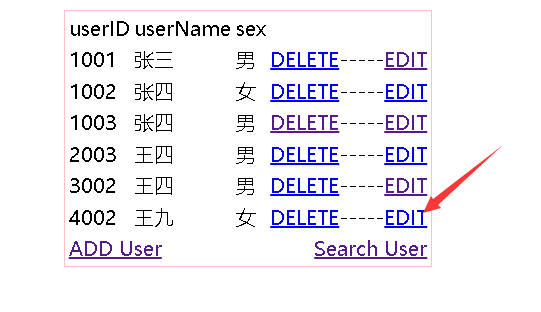 userID userName sex
1001 张三 男 DELETE-----EDIT
1002 张四 女 DELETE-----EDIT
1003 张四 男 DELETE-----EDIT
2003 王四 男 DELETE-----EDIT
3002 王四 男 DELETE-----EDIT
4002 王九 女 DELETE-----EDIT
ADD User Search User